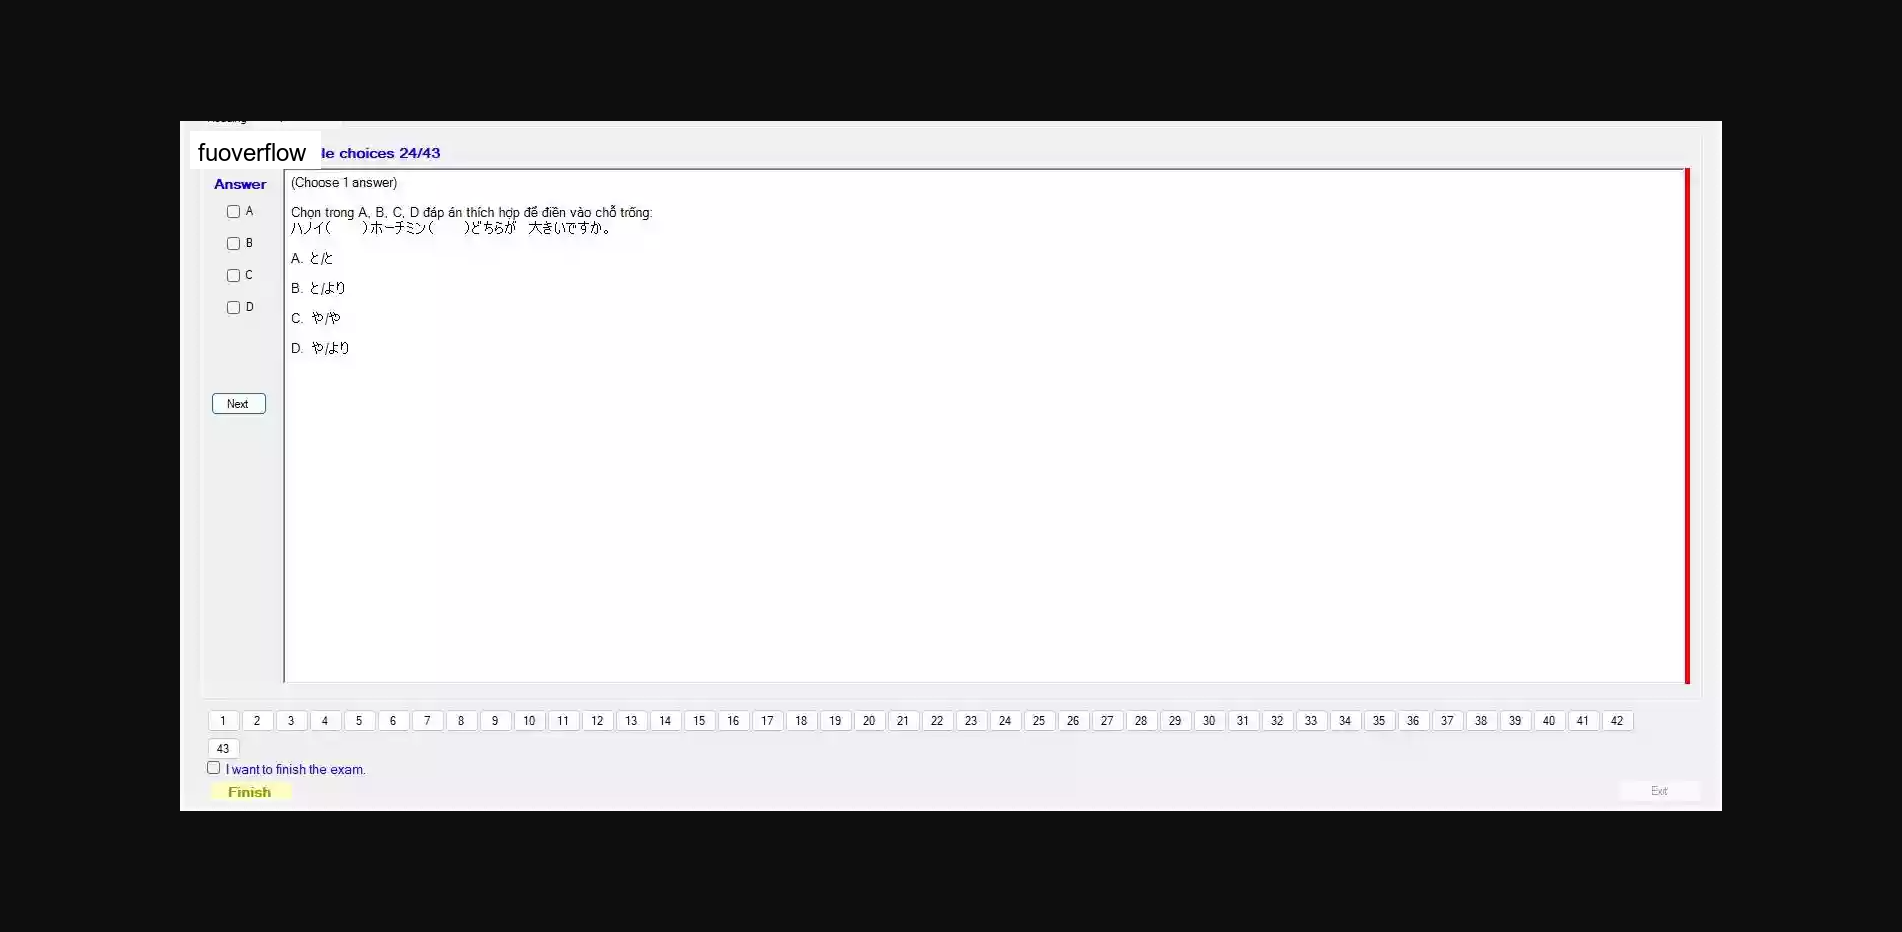 fuoverflow
le choices 24/43
Answer
(Choose 1 answer)
A
B
C
D
Chọn trong A, B, C, D đáp án thích hợp để điền vào chỗ trống:
ハノイ(　　)ホーチミン(　　)どちらが　大きいですか。
A. と/と
B. と/より
C. や/や
D. や/より
Next
1 2 3 4 5 6 7 8 9 10 11 12 13 14 15 16 17 18 19 20 21 22 23 24 25 26 27 28 29 30 31 32 33 34 35 36 37 38 39 40 41 42
43
I want to finish the exam.
Finish
Exit